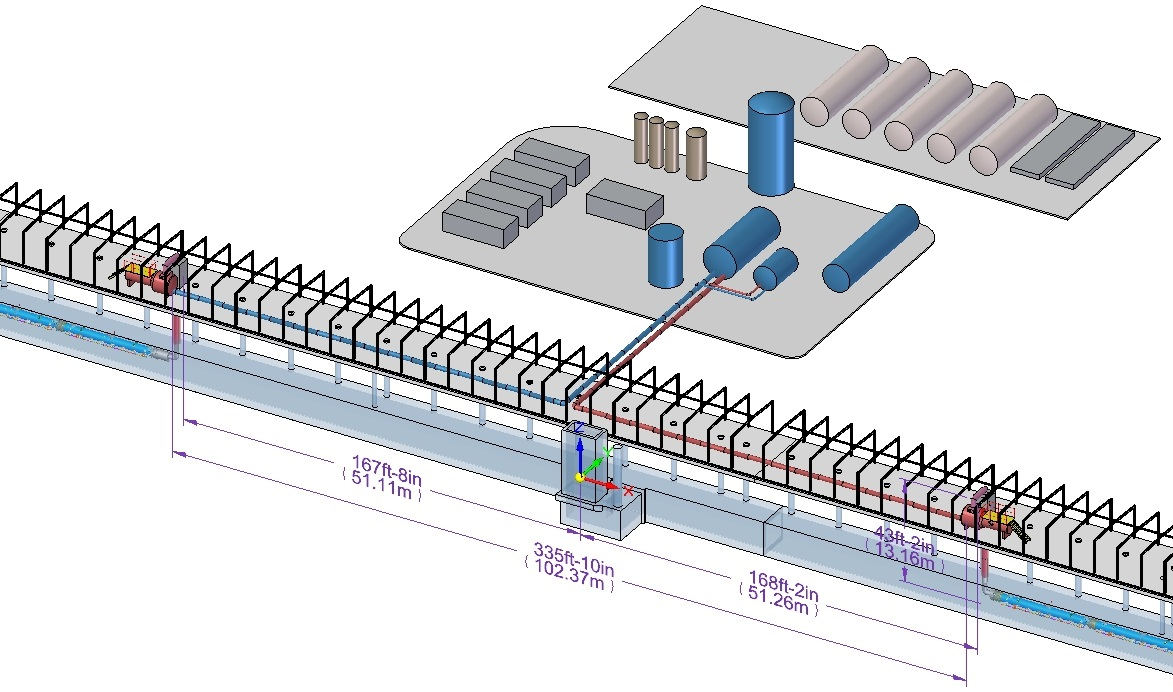 Z
Y
X
167ft-8in
( 51.11m )
43ft-2in
( 13.16m )
335ft-10in
( 102.37m )
168ft-2in
( 51.26m )